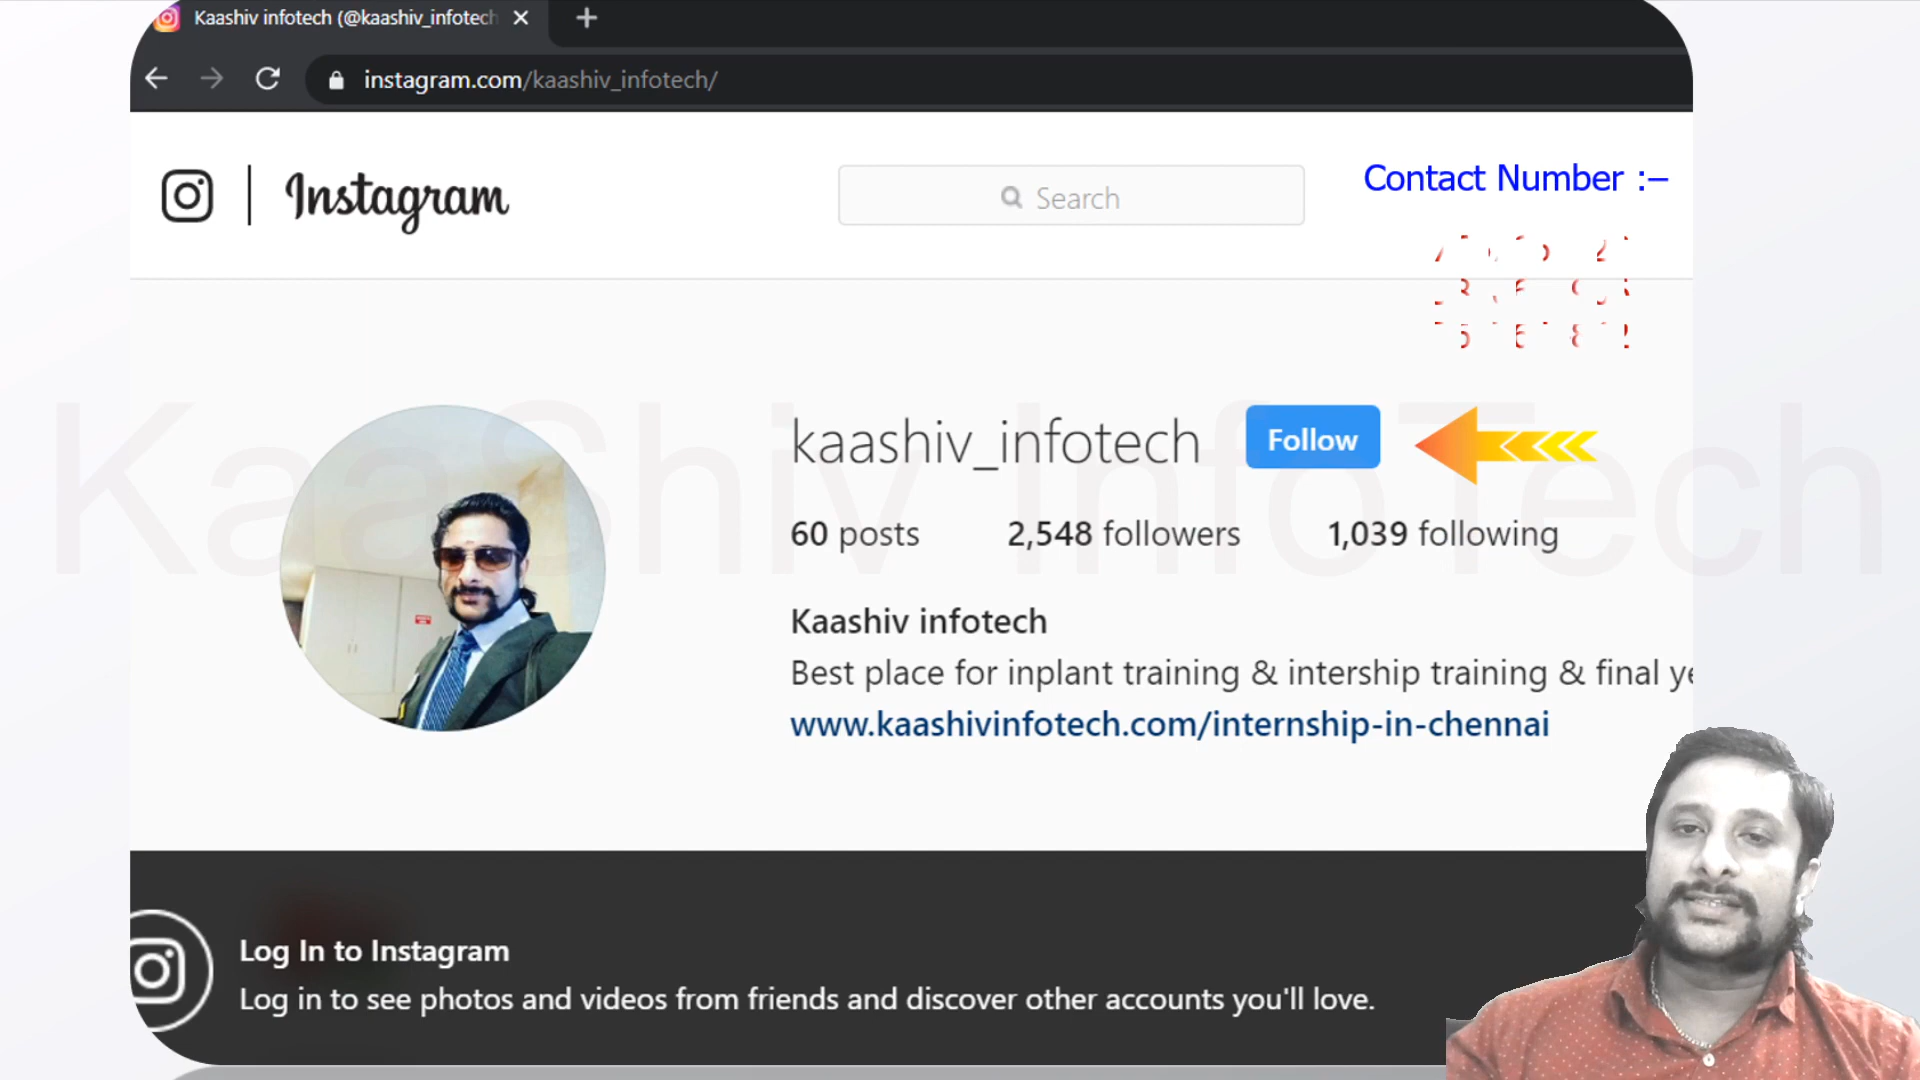 Kaashiv infotech (@kaashiv_infotech
instagram.com/kaashiv_infotech/
Instagram
Search
Contact Number :–
kaashiv_infotech
Follow
60 posts 2,548 followers 1,039 following
Kaashiv infotech
Best place for inplant training & intership training & final ye
www.kaashivinfotech.com/internship-in-chennai
KaaShiv InfoTech
Log In to Instagram
Log in to see photos and videos from friends and discover other accounts you'll love.